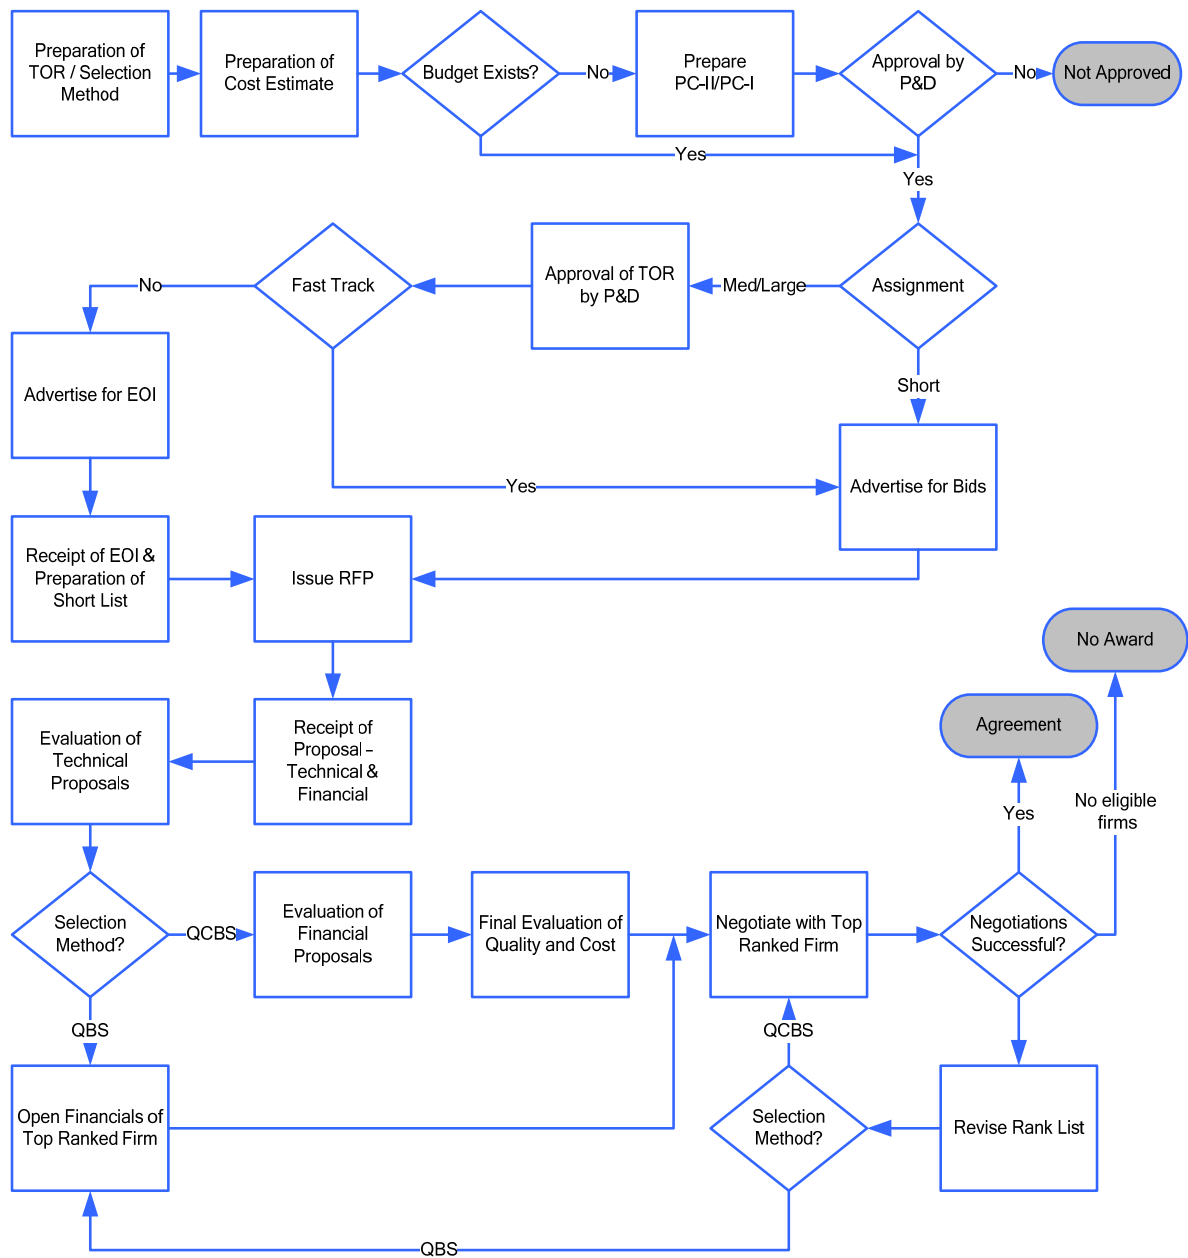 Preparation of
TOR / Selection
Method
Preparation of
Cost Estimate
Budget Exists?
No
Prepare
PC-II/PC-I
Approval by
P&D
No
Not Approved
Yes
Yes
Assignment
Med/Large
Approval of TOR
by P&D
Fast Track
No
Advertise for EOI
Short
Advertise for Bids
Yes
Receipt of EOI &
Preparation of
Short List
Issue RFP
No Award
Agreement
Evaluation of
Technical
Proposals
Receipt of
Proposal –
Technical &
Financial
Yes
No eligible
firms
Selection
Method?
QCBS
Evaluation of
Financial
Proposals
Final Evaluation of
Quality and Cost
Negotiate with Top
Ranked Firm
Negotiations
Successful?
QBS
QCBS
Open Financials of
Top Ranked Firm
Selection
Method?
Revise Rank List
QBS